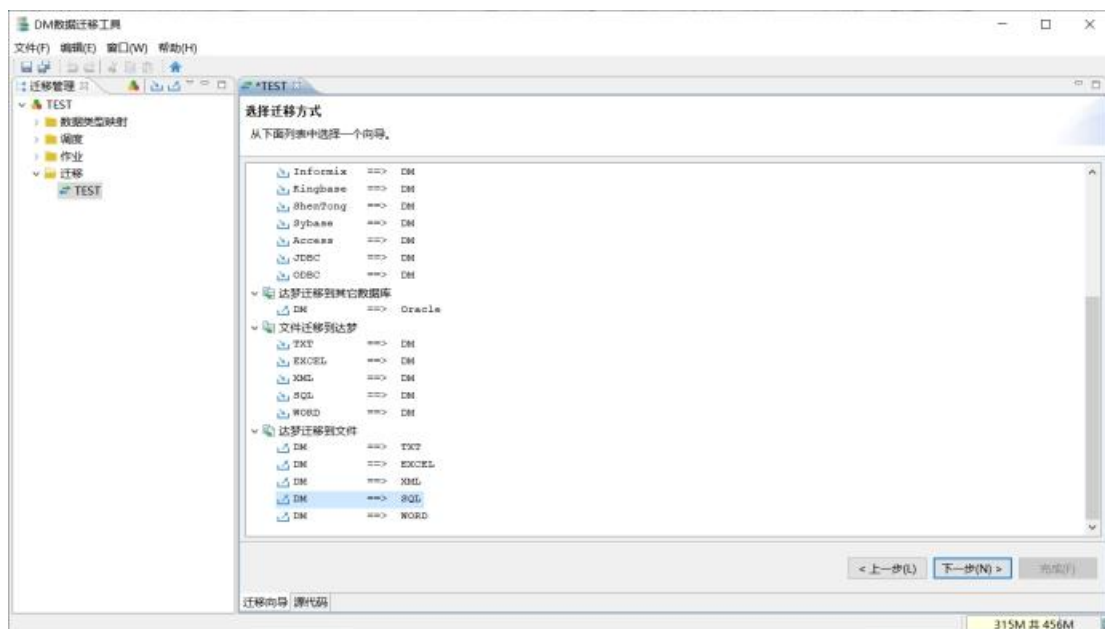 DM数据迁移工具
文件(F) 编辑(E) 窗口(W) 帮助(H)
迁移管理
*TEST
TEST
数据类型映射
调度
作业
迁移
TEST
选择迁移方式
从下面列表中选择一个向导。
Informix ==> DM
Kingbase ==> DM
ShenTong ==> DM
Sybase ==> DM
Access ==> DM
JDBC ==> DM
ODBC ==> DM
达梦迁移到其它数据库
DM ==> Oracle
文件迁移到达梦
TXT ==> DM
EXCEL ==> DM
XML ==> DM
SQL ==> DM
WORD ==> DM
达梦迁移到文件
DM ==> TXT
DM ==> EXCEL
DM ==> XML
DM ==> SQL
DM ==> WORD
< 上一步(L) 下一步(N) > 完成(F)
迁移向导 源代码
315M 共 456M